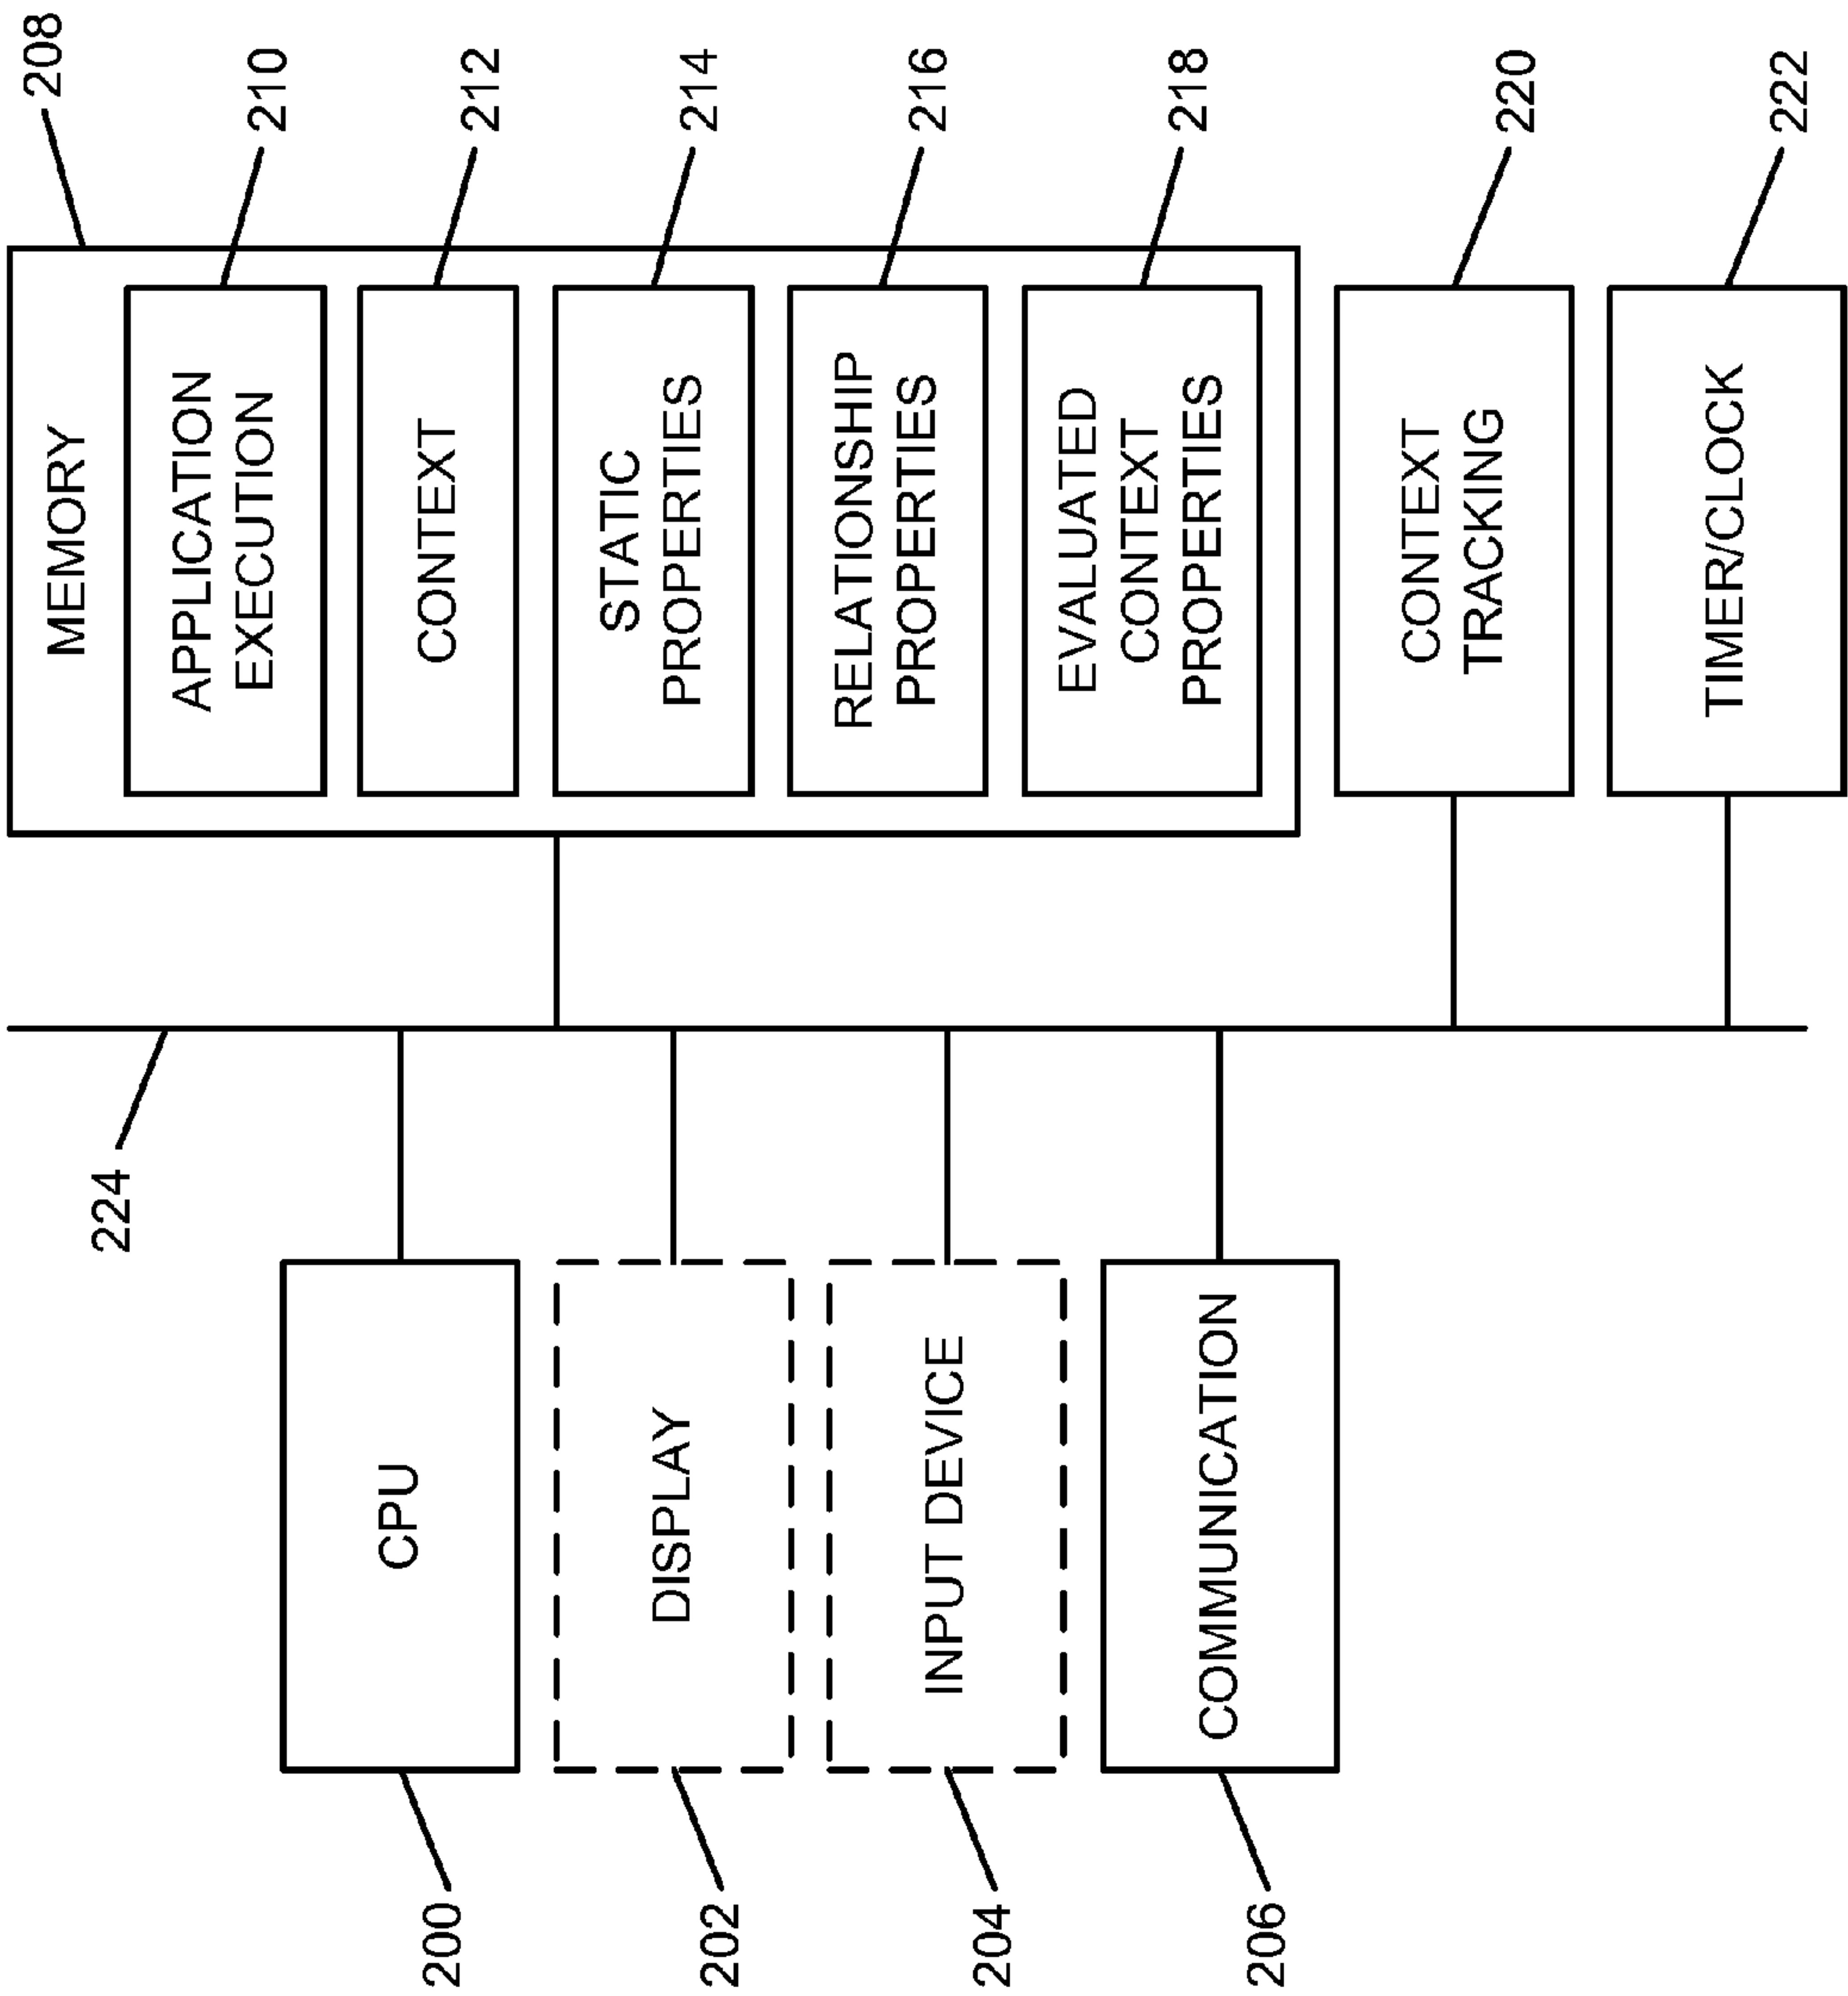 224
200
CPU
202
DISPLAY
204
INPUT DEVICE
206
COMMUNICATION
MEMORY
208
APPLICATION
EXECUTION
210
CONTEXT
212
STATIC
PROPERTIES
214
RELATIONSHIP
PROPERTIES
216
EVALUATED
CONTEXT
PROPERTIES
218
CONTEXT
TRACKING
220
TIMER/CLOCK
222